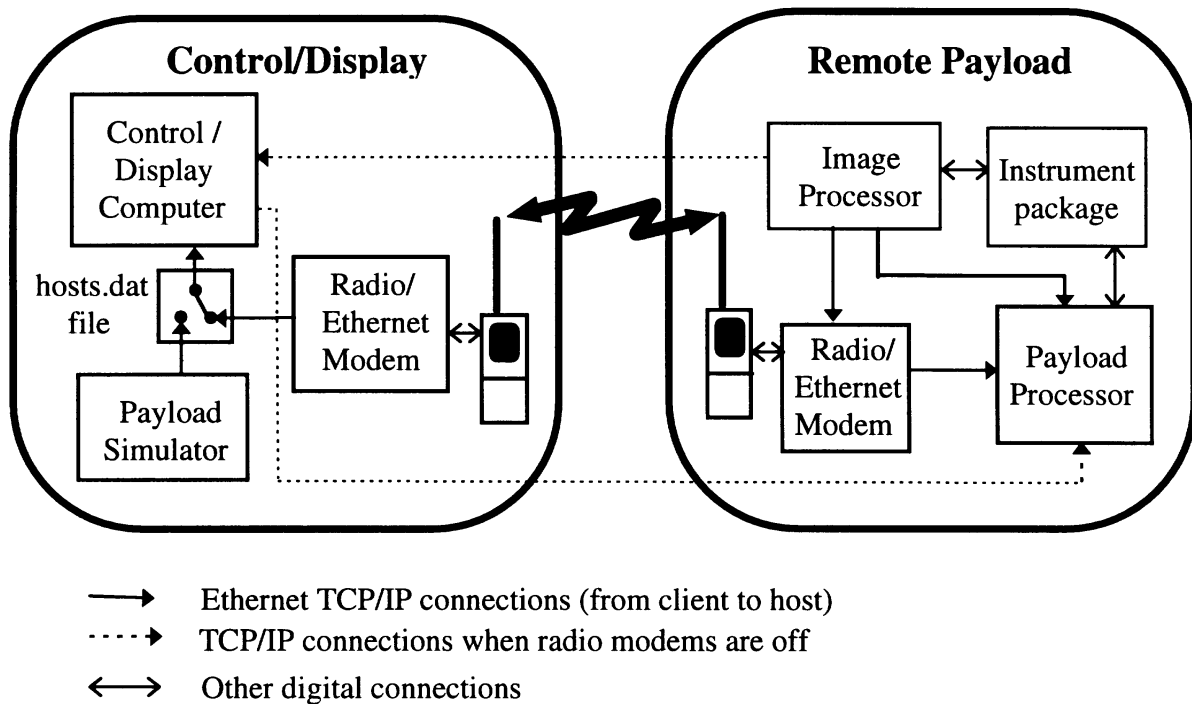 Control/Display
Control /
Display
Computer
hosts.dat
file
Radio/
Ethernet
Modem
Payload
Simulator
Remote Payload
Image
Processor
Instrument
package
Radio/
Ethernet
Modem
Payload
Processor
Ethernet TCP/IP connections (from client to host)
TCP/IP connections when radio modems are off
Other digital connections